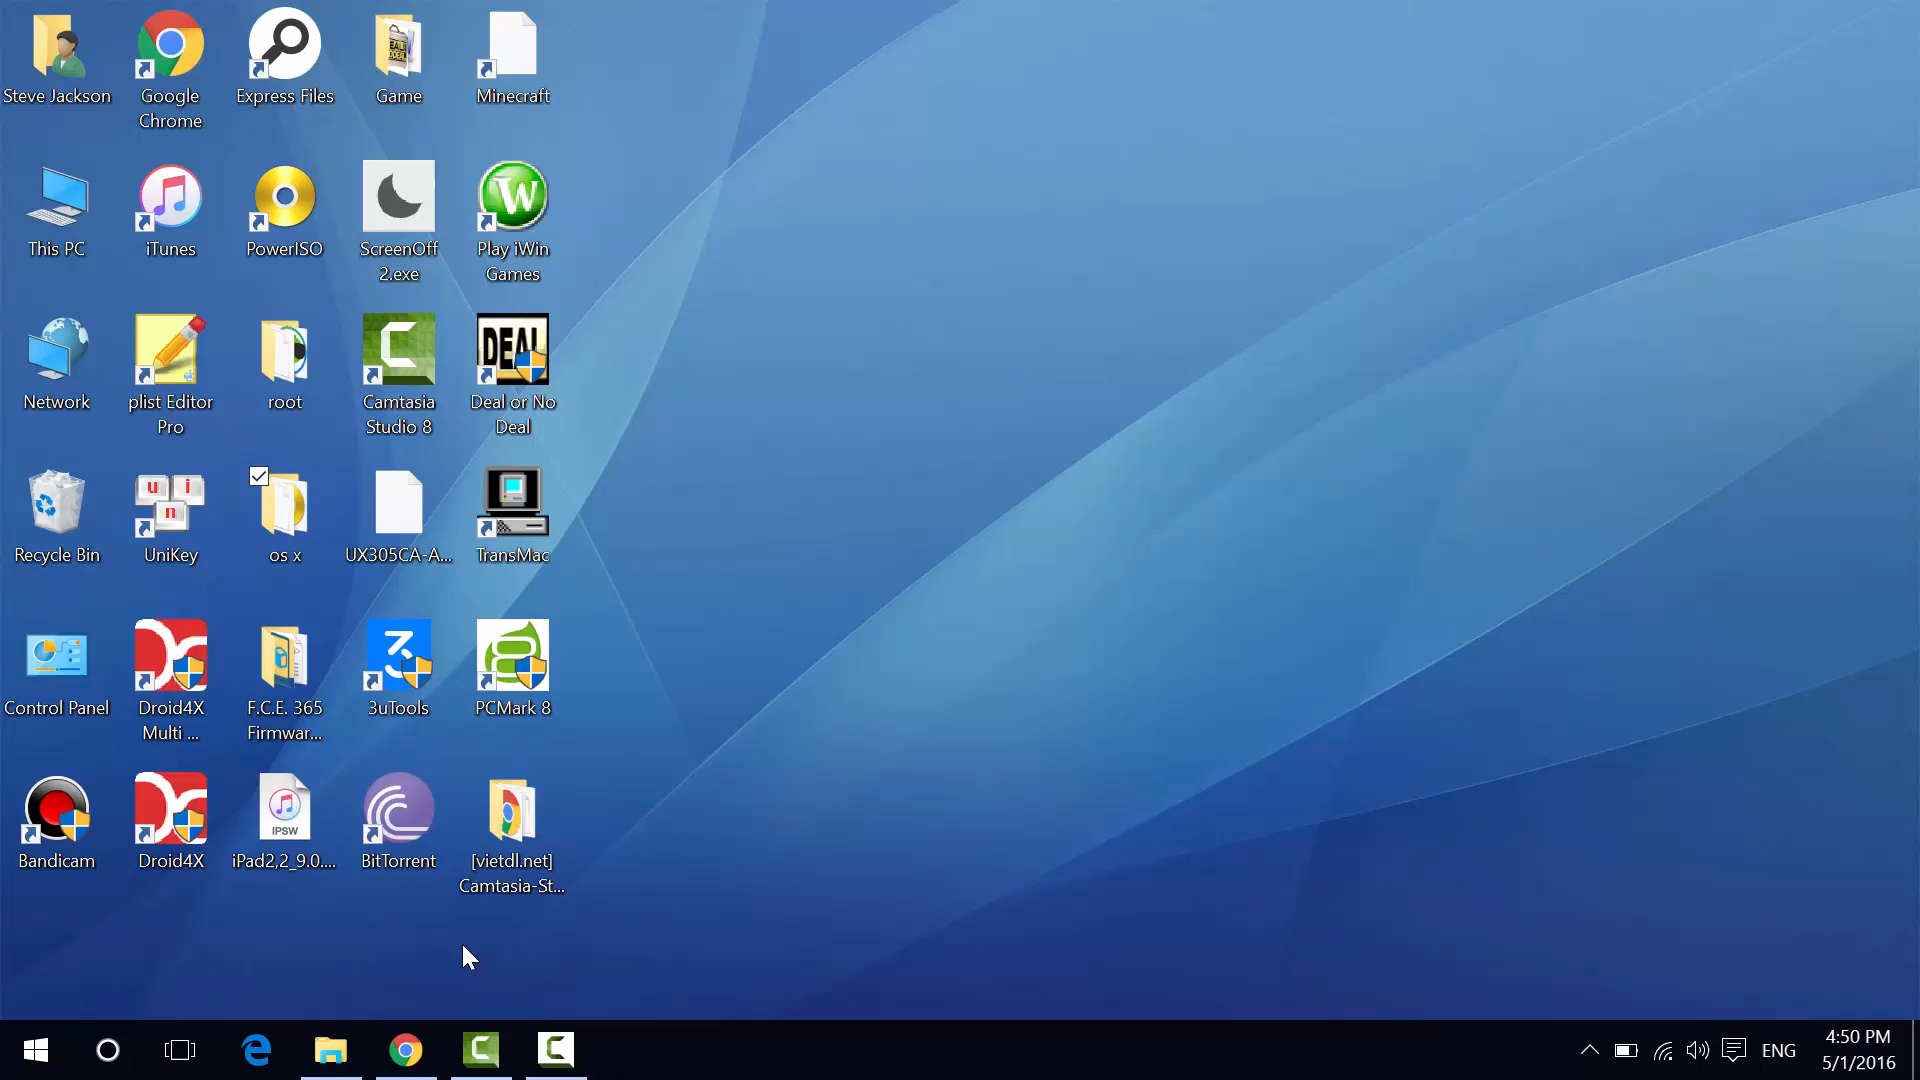 Steve Jackson
Google
Chrome
Express Files
Game
Minecraft
This PC
iTunes
PowerISO
ScreenOff
2.exe
W
Play iWin
Games
Network
plist Editor
Pro
root
Camtasia
Studio 8
DEAL
Deal or No
Deal
Recycle Bin
u i
n
UniKey
os x
UX305CA-A...
TransMac
Control Panel
Droid4X
Multi ...
F.C.E. 365
Firmwar...
3uTools
PCMark 8
Bandicam
Droid4X
IPSW
iPad2,2_9.0....
BitTorrent
[vietdl.net]
Camtasia-St...
ENG
4:50 PM
5/1/2016